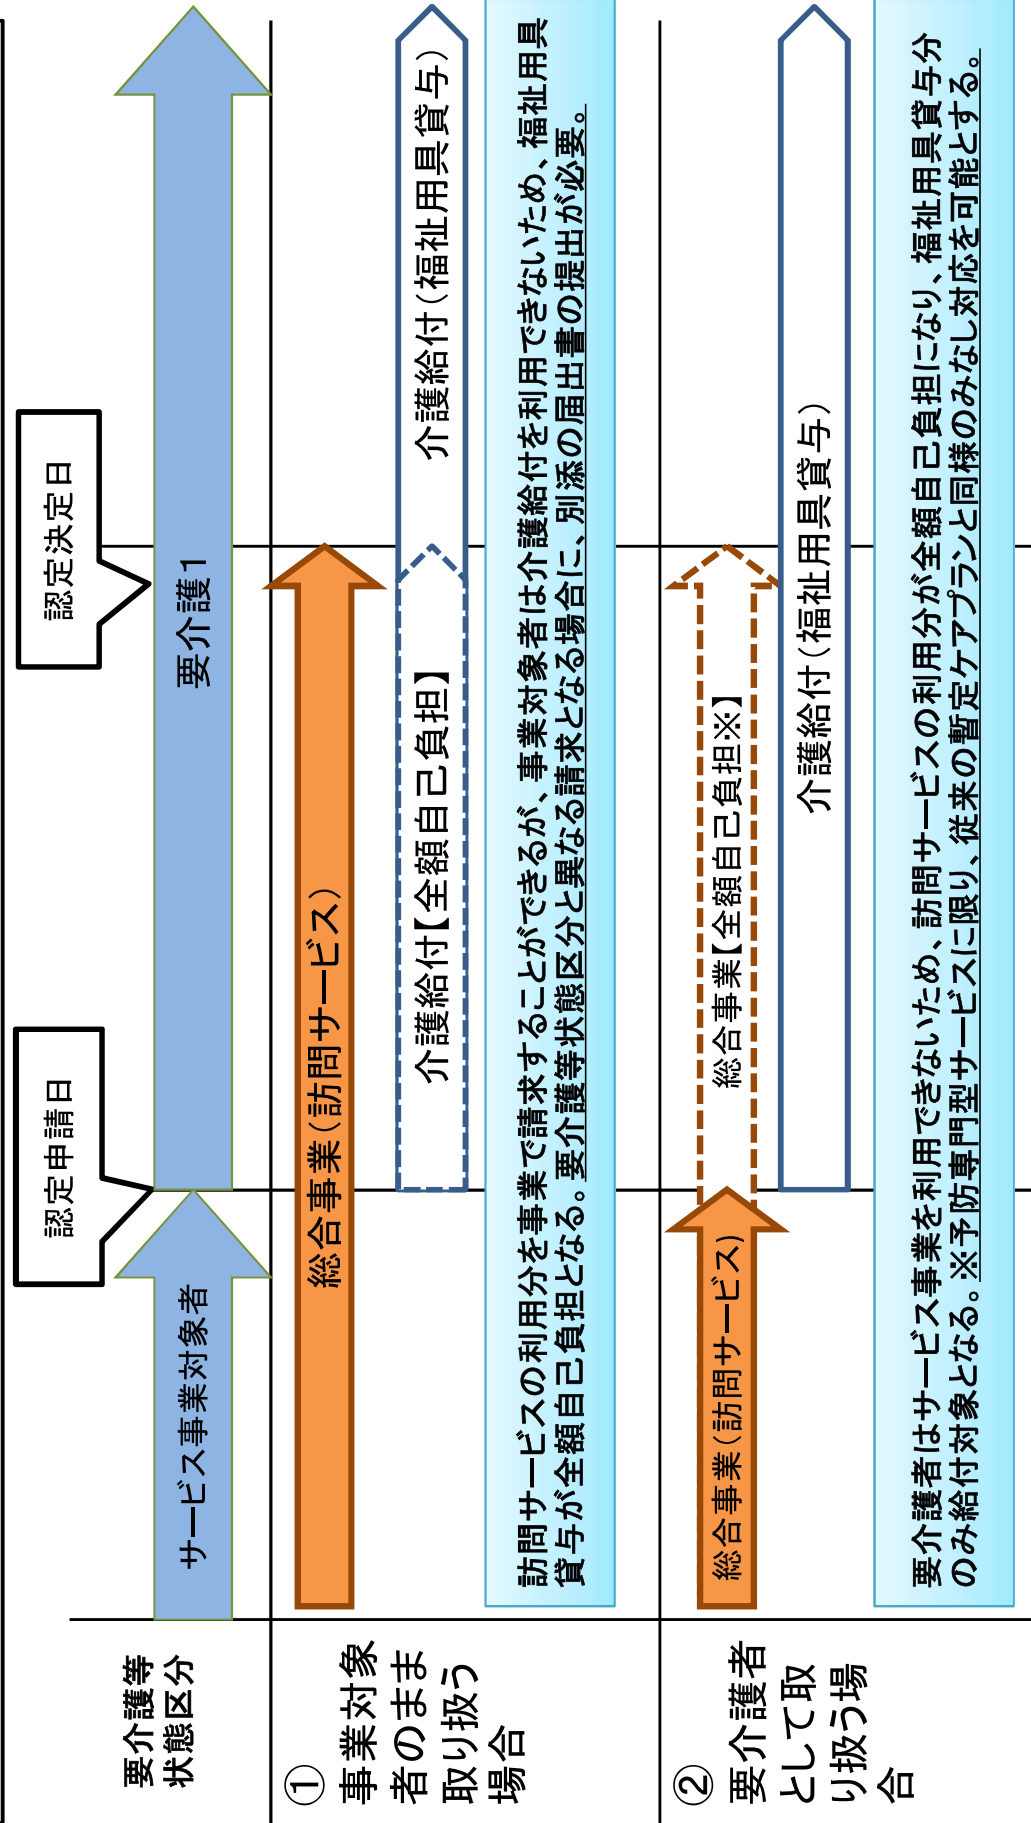 認定申請日
認定決定日
要介護等
状態区分
サービス事業対象者
要介護1
①
事業対象
者のまま
取り扱う
場合
総合事業(訪問サービス)
介護給付【全額自己負担】
介護給付(福祉用具貸与)
訪問サービスの利用分を事業で請求することができるが、事業対象者は介護給付を利用できないため、福祉用具
貸与が全額自己負担となる。要介護等状態区分と異なる請求となる場合に、別添の届出書の提出が必要。
②
要介護者
として取
り扱う場
合
総合事業(訪問サービス)
総合事業【全額自己負担※】
介護給付(福祉用具貸与)
要介護者はサービス事業を利用できないため、訪問サービスの利用分が全額自己負担になり、福祉用具貸与分
のみ給付対象となる。※予防専門型サービスに限り、従来の暫定ケアプランと同様のみなし対応を可能とする。